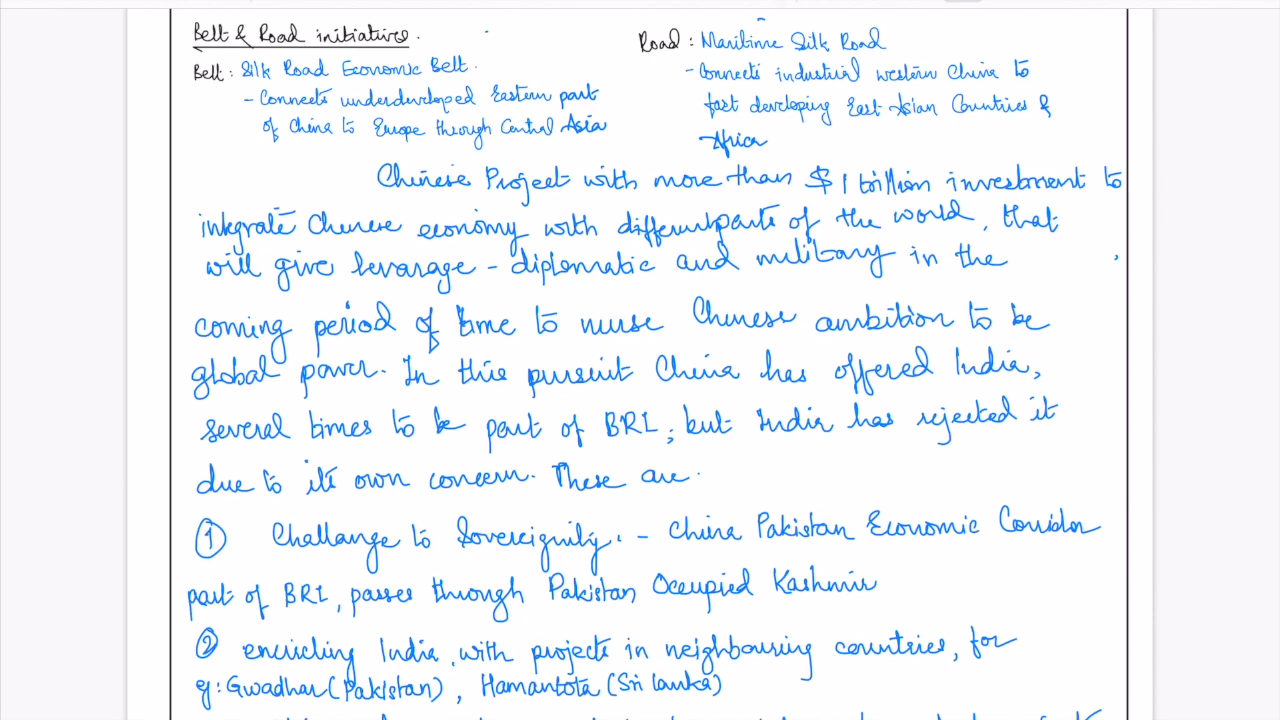 Belt & Road initiative.
Belt: Silk Road Economic Belt.
- Connects underdeveloped Eastern part
of China to Europe through Central Asia
Road: Maritime Silk Road
- Connects industrial western China to
fast developing East Asian Countries &
Africa
Chinese Project with more than $1 trillion investment to
integrate Chinese economy with different parts of the world, that
will give levarage - diplomatic and military in the
coming period of time to nurse Chinese ambition to be
global power. In this pursuit China has offered India,
several times to be part of BRI, but India has rejected it
due to its own concern. These are.
① Challange to Sovereignity. - China Pakistan Economic Corridor
part of BRI, passes through Pakistan Occupied Kashmir
② encircling India, with projects in neighbouring countries, for
eg: Gwadhar (Pakistan), Hamantota (Sri lanka)